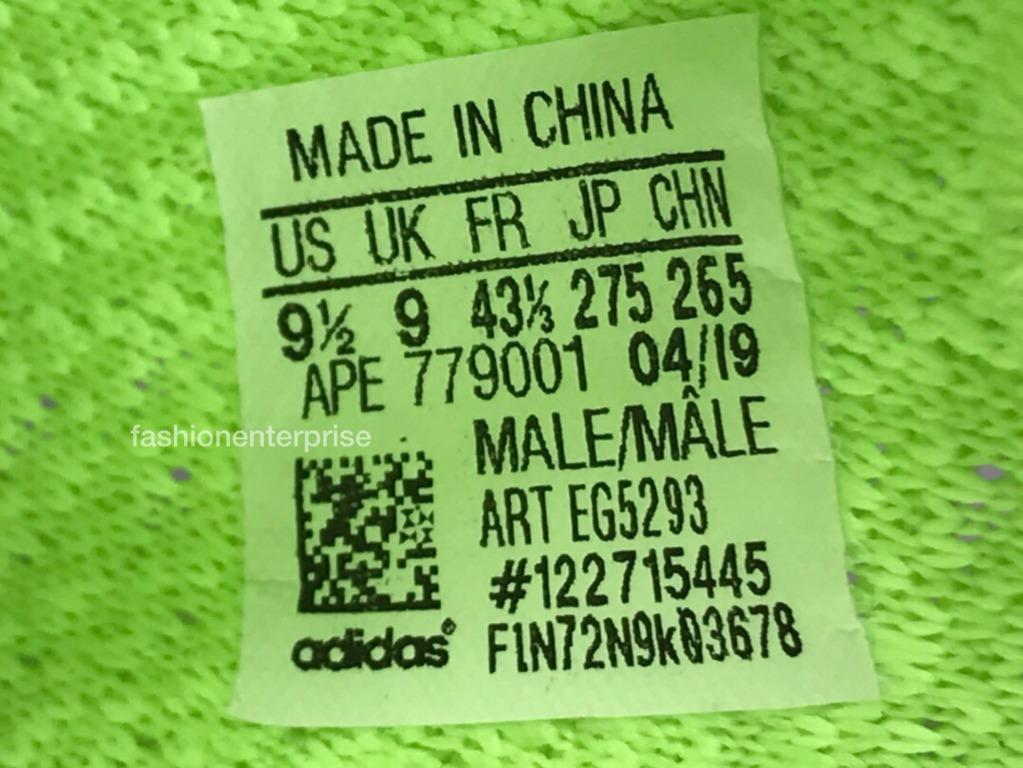 MADE IN CHINA
US UK FR JP CHN
9½ 9 43⅓ 275 265
APE 779001 04/19
fashionenterprise
MALE/MÂLE
ART EG5293
#122715445
adidas® F1N72N9k03678